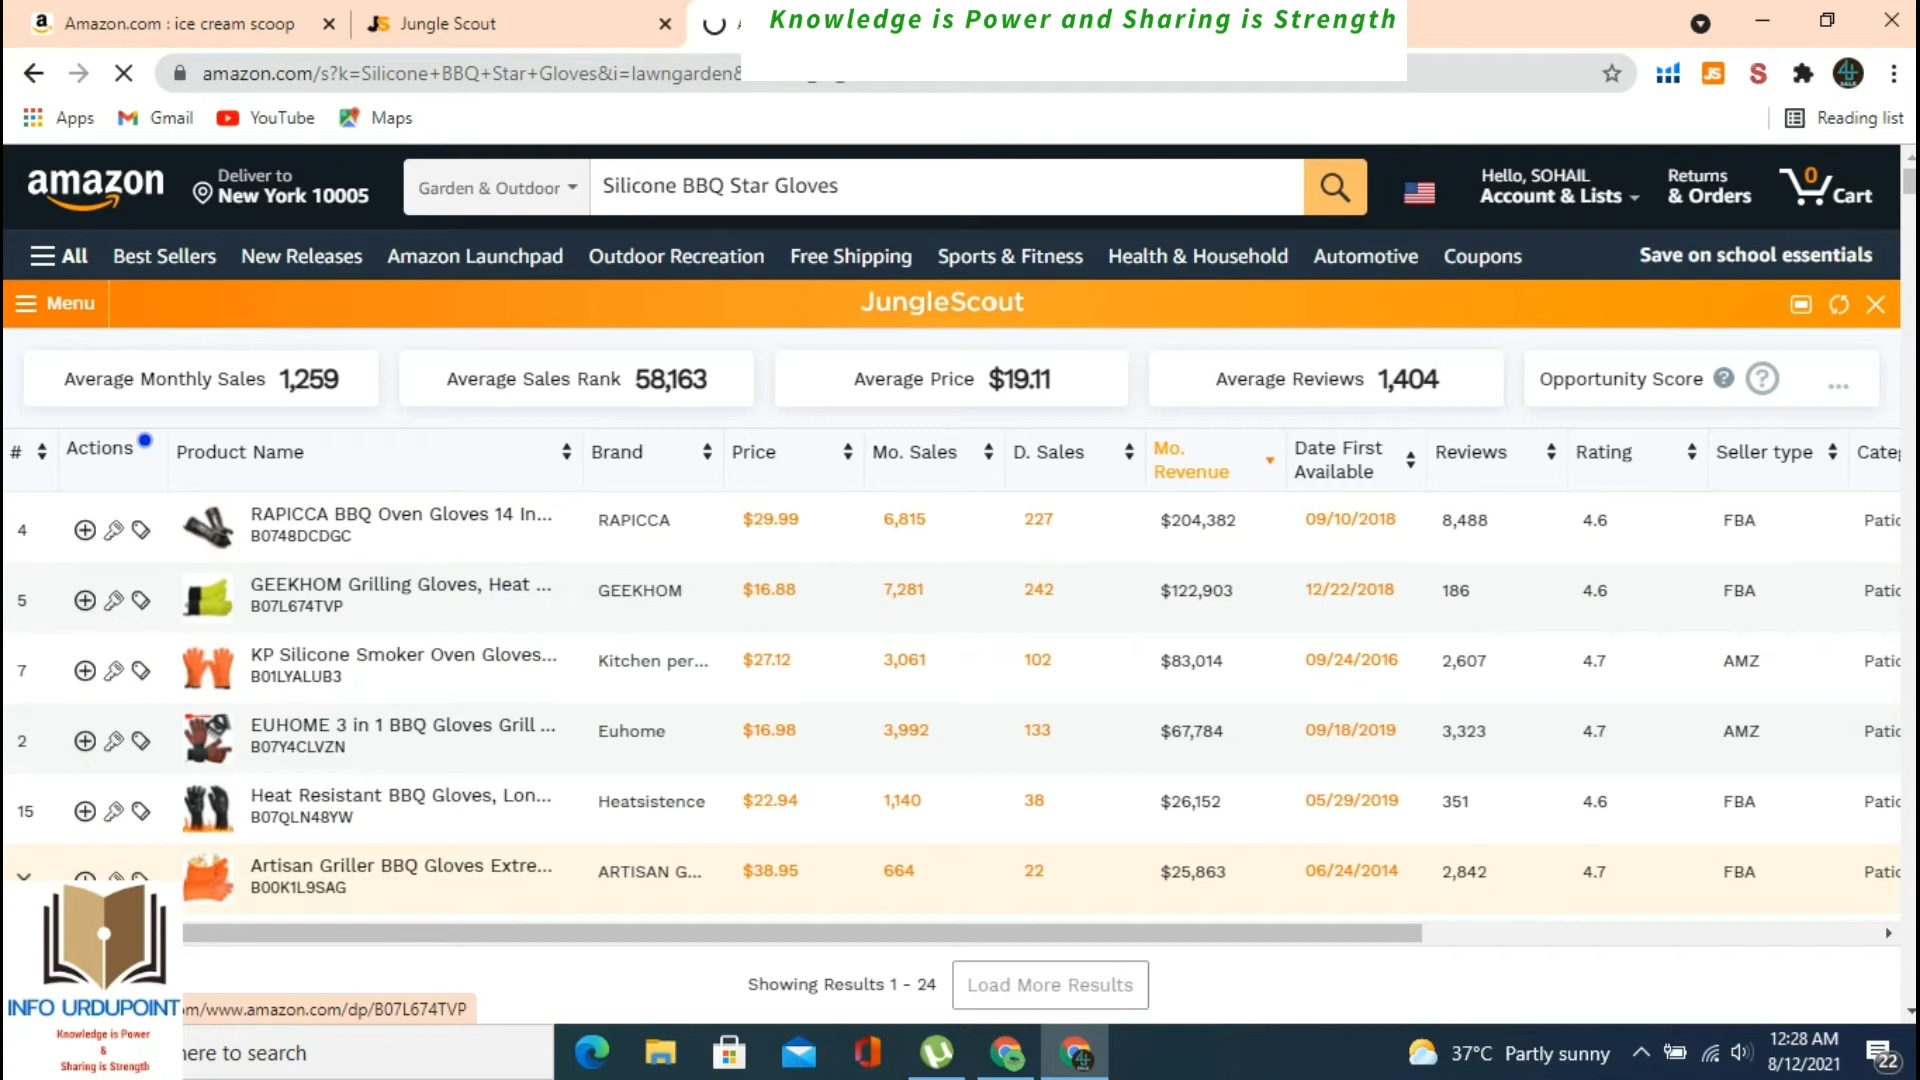 Amazon.com : ice cream scoop
Jungle Scout
Knowledge is Power and Sharing is Strength
amazon.com/s?k=Silicone+BBQ+Star+Gloves&i=lawngarden&
Apps Gmail YouTube Maps Reading list
amazon
Deliver to
New York 10005
Garden & Outdoor
Silicone BBQ Star Gloves
Hello, SOHAIL
Account & Lists
Returns
& Orders
0
Cart
All Best Sellers New Releases Amazon Launchpad Outdoor Recreation Free Shipping Sports & Fitness Health & Household Automotive Coupons Save on school essentials
Menu JungleScout
Average Monthly Sales 1,259 Average Sales Rank 58,163 Average Price $19.11 Average Reviews 1,404 Opportunity Score ? ? ...
# Actions Product Name Brand Price Mo. Sales D. Sales Mo. Revenue Date First Available Reviews Rating Seller type Categ
4 RAPICCA BBQ Oven Gloves 14 In... RAPICCA $29.99 6,815 227 $204,382 09/10/2018 8,488 4.6 FBA Patic
B0748DCDGC
5 GEEKHOM Grilling Gloves, Heat ... GEEKHOM $16.88 7,281 242 $122,903 12/22/2018 186 4.6 FBA Patic
B07L674TVP
7 KP Silicone Smoker Oven Gloves... Kitchen per... $27.12 3,061 102 $83,014 09/24/2016 2,607 4.7 AMZ Patic
B01LYALUB3
2 EUHOME 3 in 1 BBQ Gloves Grill ... Euhome $16.98 3,992 133 $67,784 09/18/2019 3,323 4.7 AMZ Patic
B07Y4CLVZN
15 Heat Resistant BBQ Gloves, Lon... Heatsistence $22.94 1,140 38 $26,152 05/29/2019 351 4.6 FBA Patic
B07QLN48YW
Artisan Griller BBQ Gloves Extre... ARTISAN G... $38.95 664 22 $25,863 06/24/2014 2,842 4.7 FBA Patic
B00K1L9SAG
Showing Results 1 - 24 Load More Results
INFO URDUPOINT
Knowledge is Power
&
Sharing is Strength
om/www.amazon.com/dp/B07L674TVP
here to search
37°C Partly sunny
12:28 AM
8/12/2021
22